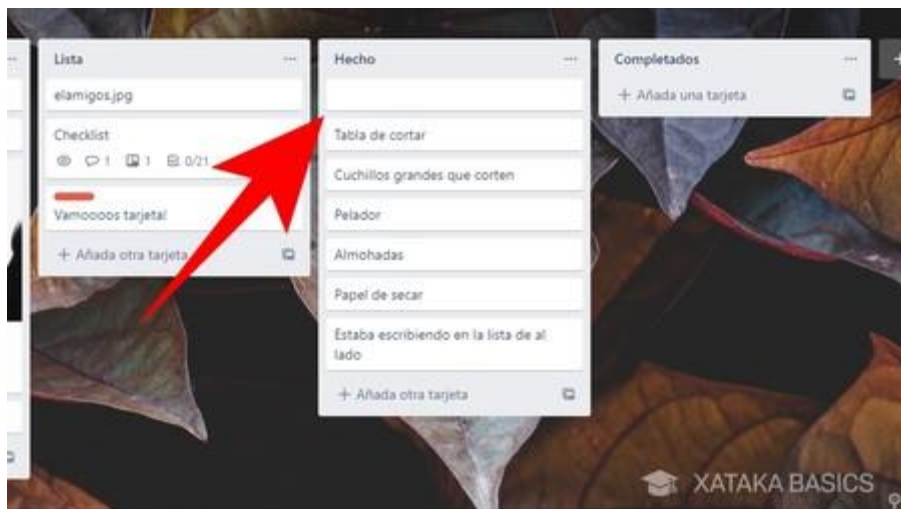 Lista
elamigos.jpg
Checklist
1
1
0/21
Vamoooos tarjeta!
+ Añada otra tarjeta
Hecho
Tabla de cortar
Cuchillos grandes que corten
Pelador
Almohadas
Papel de secar
Estaba escribiendo en la lista de al
lado
+ Añada otra tarjeta
Completados
+ Añada una tarjeta
XATAKA BASICS